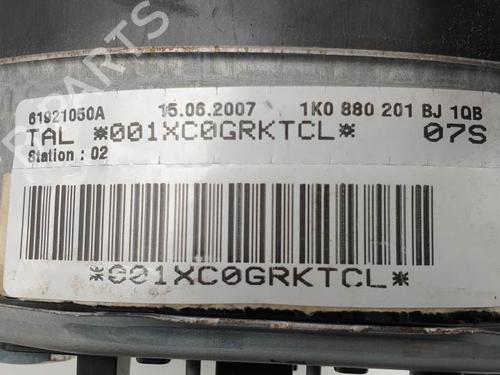 61921050A 15.06.2007 1K0 880 201 BJ 1QB
TAL *001XC0GRKTCL* 07S
Station : 02
*001XC0GRKTCL*